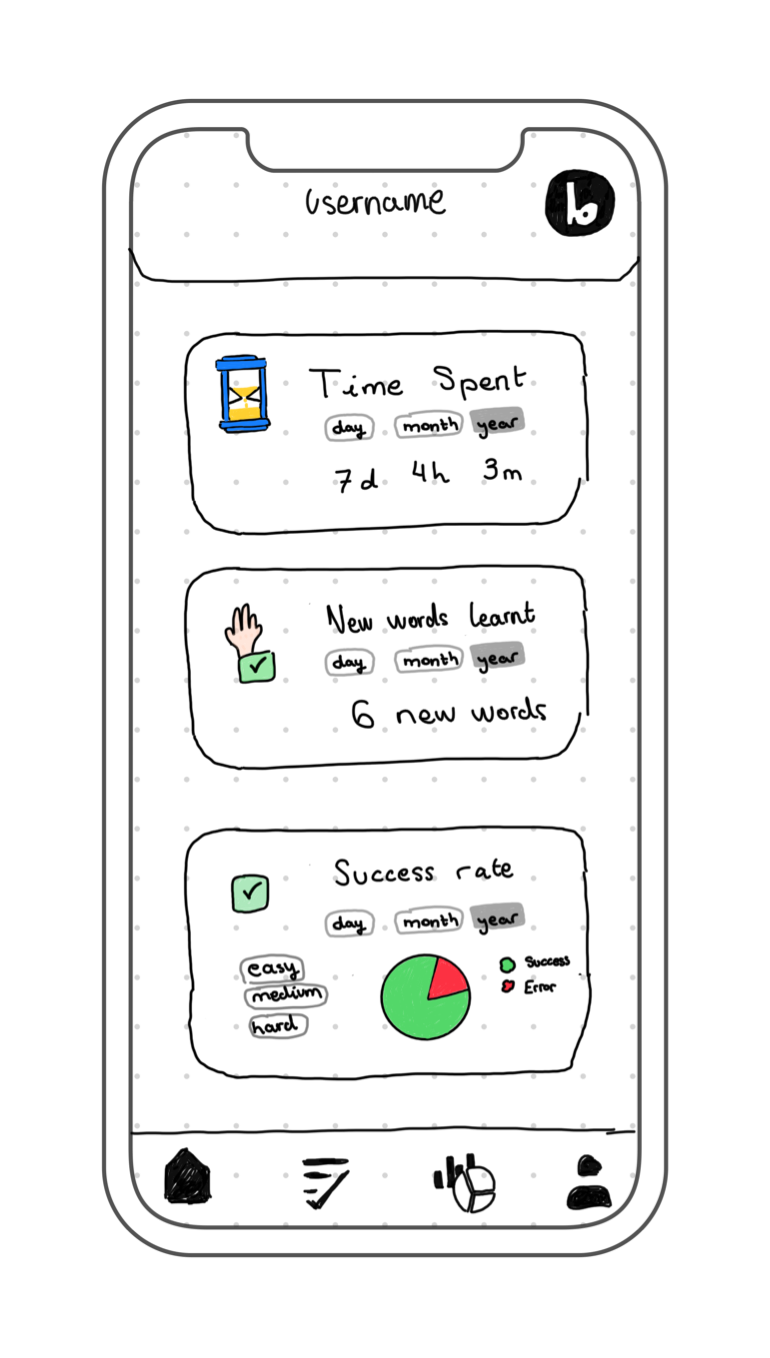 Username
b
Time Spent
day month year
7d 4h 3m
New words learnt
day month year
6 new words
Success rate
day month year
easy
medium
hard
Success
Error